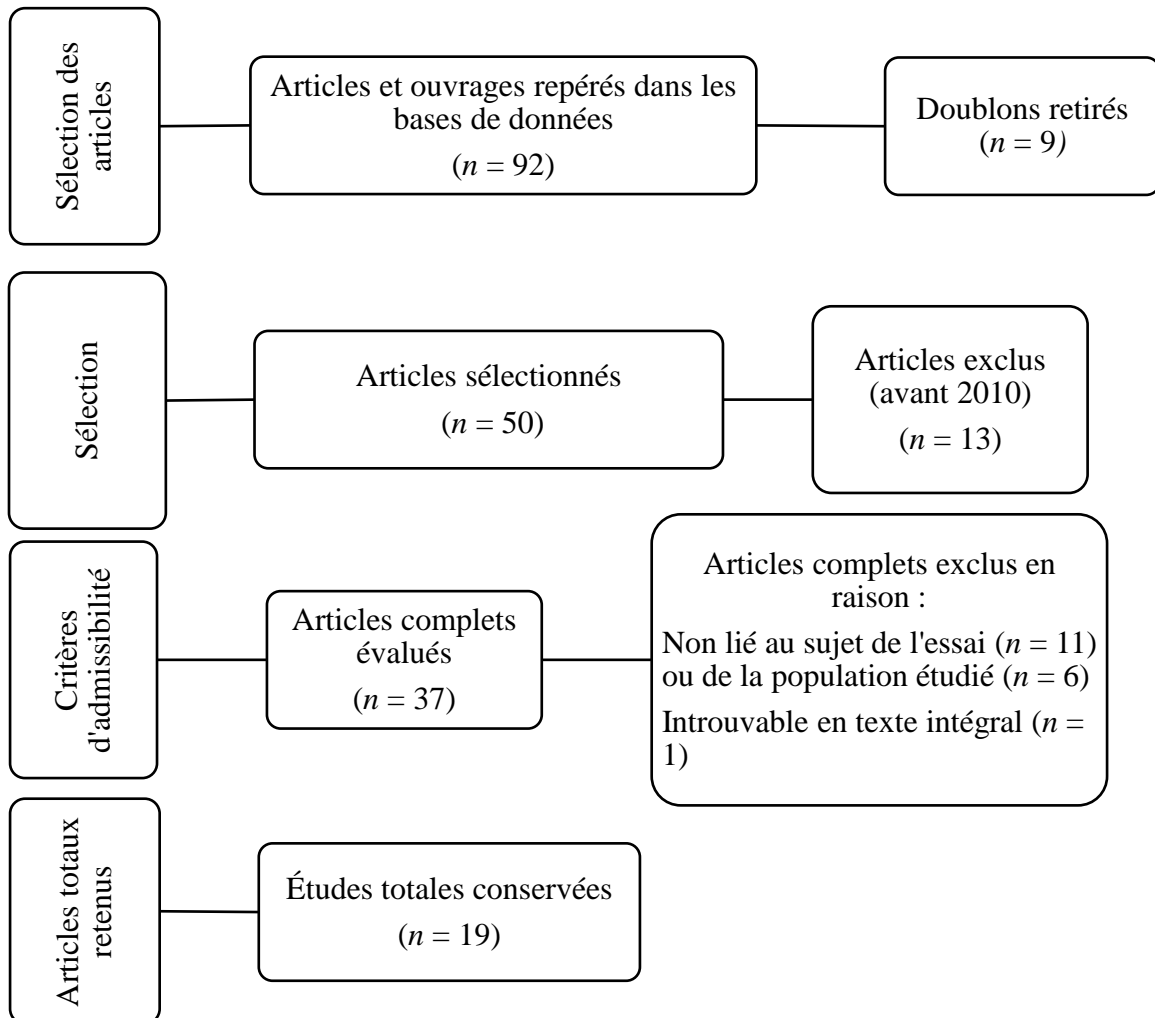 Sélection des
articles
Articles et ouvrages repérés dans les
bases de données
(n = 92)
Doublons retirés
(n = 9)
Sélection
Articles sélectionnés
(n = 50)
Articles exclus
(avant 2010)
(n = 13)
Critères
d'admissibilité
Articles complets
évalués
(n = 37)
Articles complets exclus en
raison :
Non lié au sujet de l'essai (n = 11)
ou de la population étudié (n = 6)
Introuvable en texte intégral (n =
1)
Articles totaux
retenus
Études totales conservées
(n = 19)